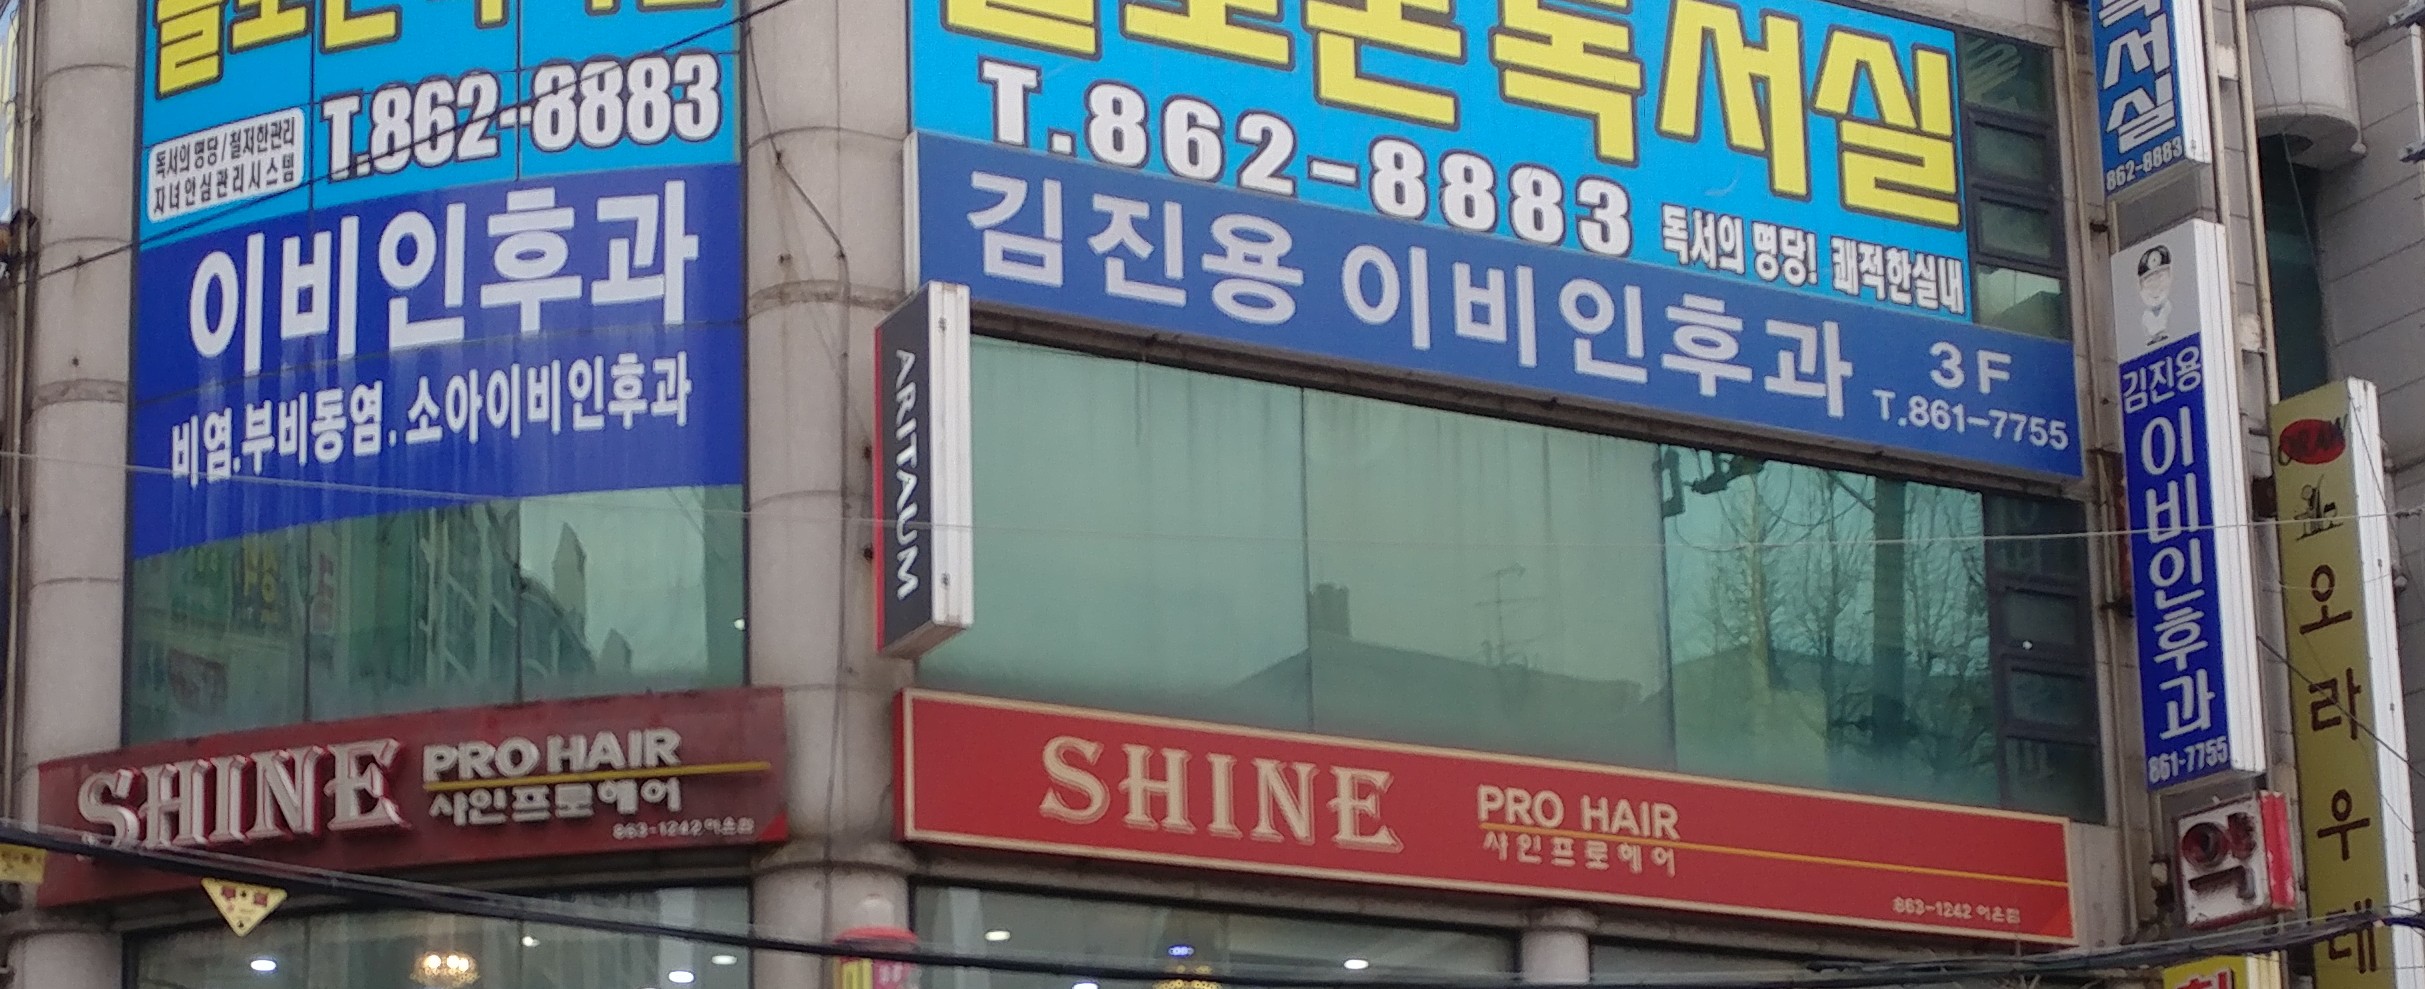 T.862-8883
독서의 명당/철저한관리
자녀안심관리시스템
이비인후과
비염.부비동염.소아이비인후과
SHINE PRO HAIR
샤인프로헤어
863-1242
독서실
T.862-8883 독서의 명당! 쾌적한실내
김진용 이비인후과 3F
T.861-7755
ARITAUM
SHINE PRO HAIR
샤인프로헤어
863-1242
독서실
862-8883
김진용
이비인후과
861-7755
약
오라우데